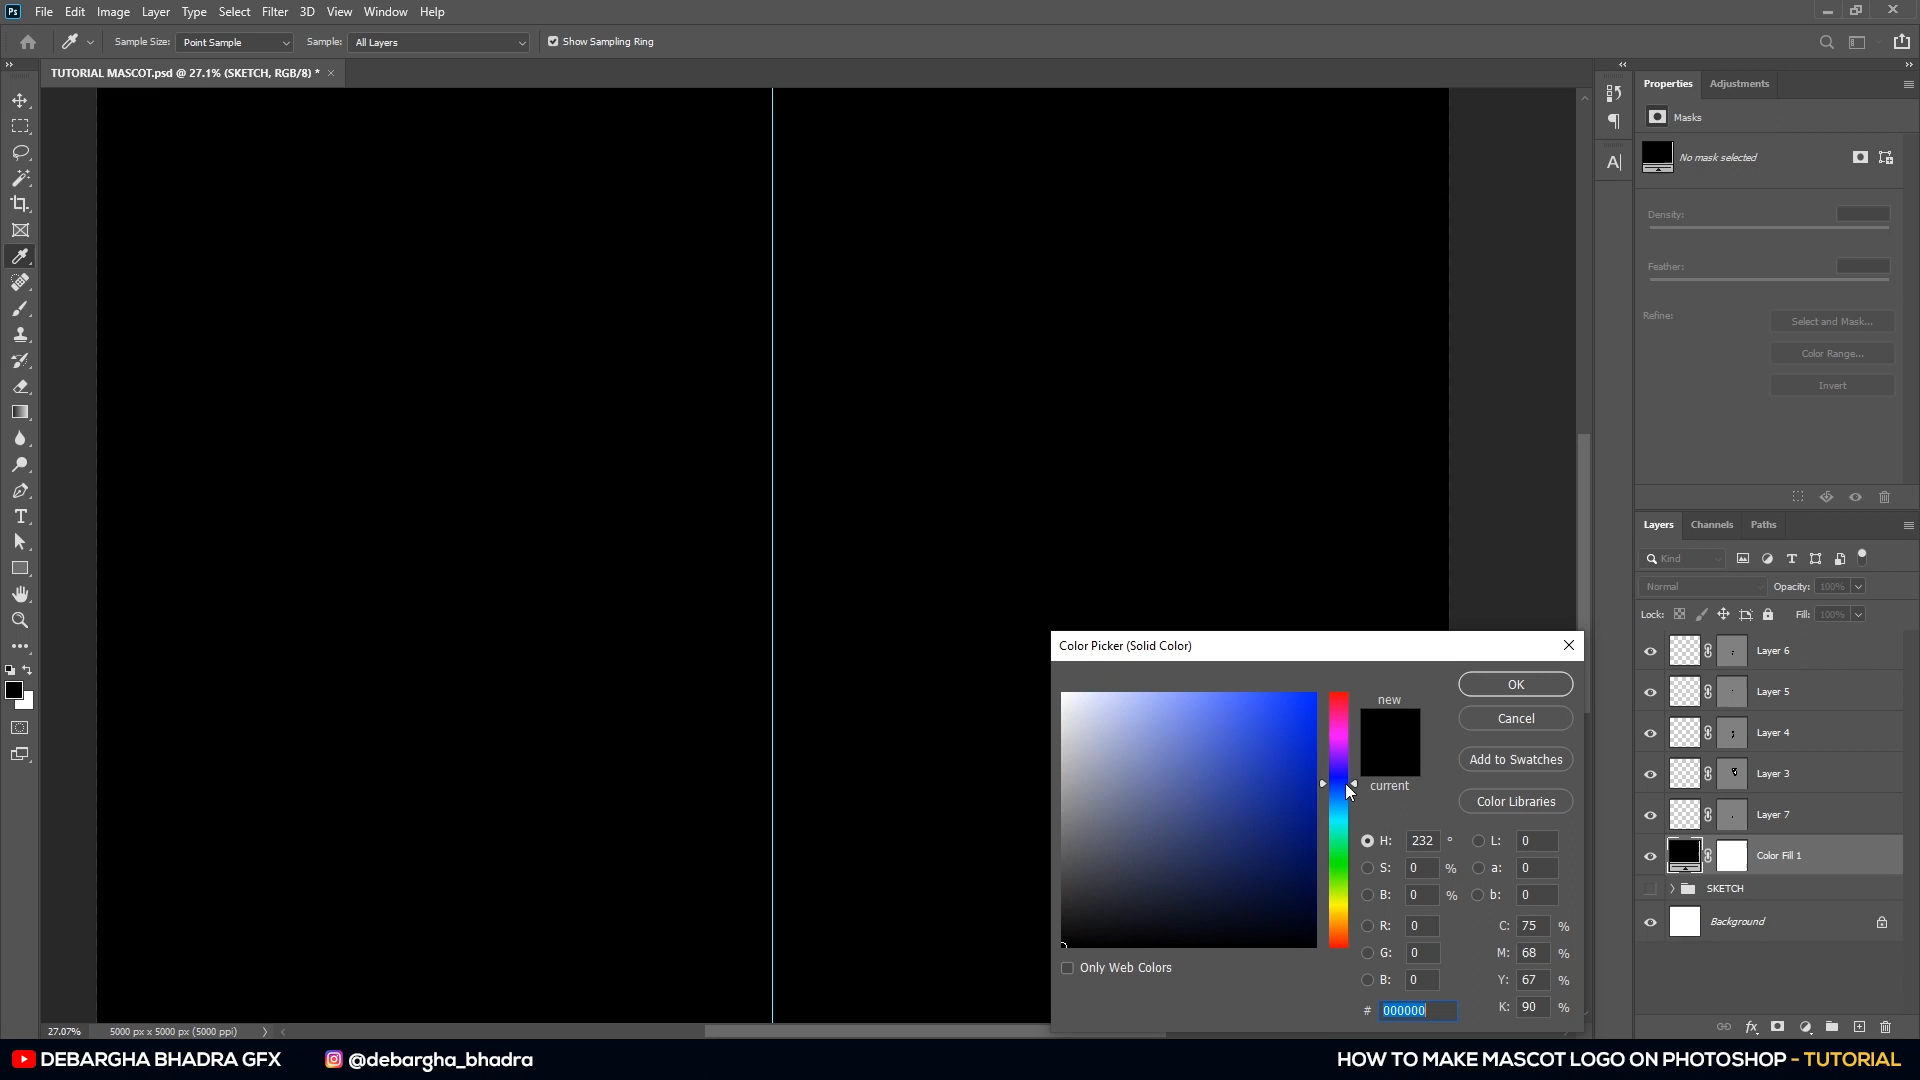 Ps File Edit Image Layer Type Select Filter 3D View Window Help
Sample Size: Point Sample Sample: All Layers Show Sampling Ring
TUTORIAL MASCOT.psd @ 27.1% (SKETCH, RGB/8) * ×
Properties Adjustments
Masks
No mask selected
Density:
Feather:
Refine: Select and Mask...
Color Range...
Invert
Layers Channels Paths
Kind
Normal Opacity: 100%
Lock: Fill: 100%
Layer 6
Layer 5
Layer 4
Layer 3
Layer 7
Color Fill 1
SKETCH
Background
Color Picker (Solid Color)
new
current
OK
Cancel
Add to Swatches
Color Libraries
H: 232 ° L: 0
S: 0 % a: 0
B: 0 % b: 0
R: 0 C: 75 %
G: 0 M: 68 %
B: 0 Y: 67 %
# 000000 K: 90 %
Only Web Colors
27.07% 5000 px x 5000 px (5000 ppi)
DEBARGHA BHADRA GFX @debargha_bhadra HOW TO MAKE MASCOT LOGO ON PHOTOSHOP - TUTORIAL